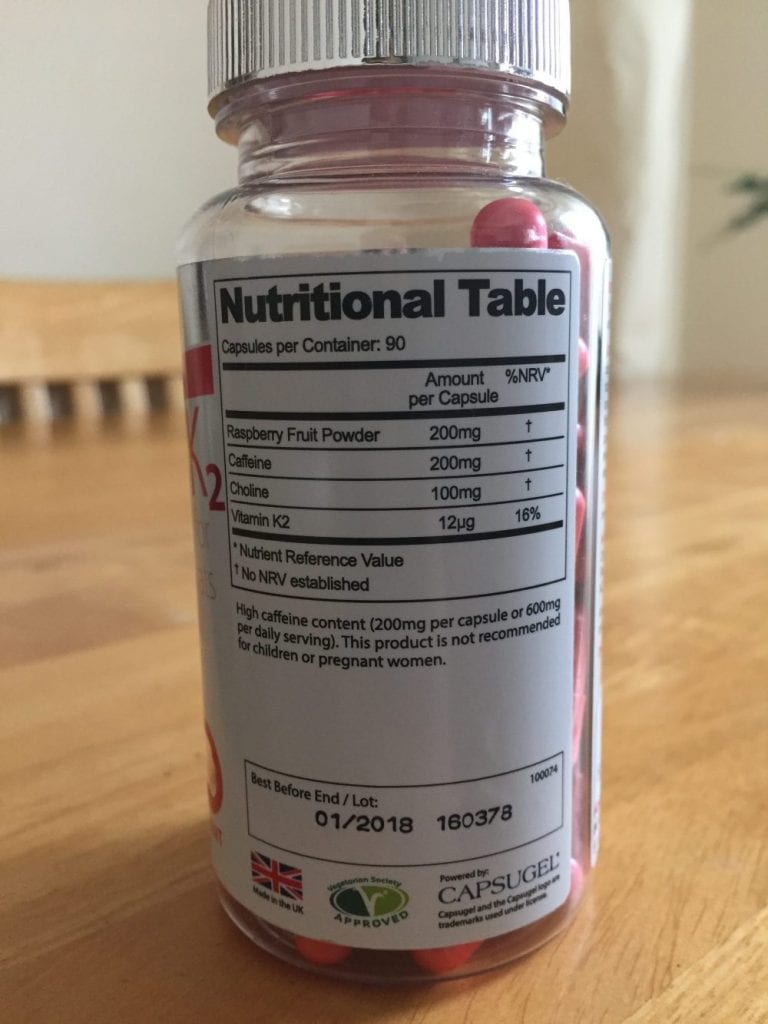 Nutritional Table
Capsules per Container: 90
Amount per Capsule %NRV*
Raspberry Fruit Powder 200mg †
Caffeine 200mg †
Choline 100mg †
Vitamin K2 12µg 16%
* Nutrient Reference Value
† No NRV established
High caffeine content (200mg per capsule or 600mg
per daily serving). This product is not recommended
for children or pregnant women.
Best Before End / Lot: 100074
01/2018 160378
Made in the UK
Vegetarian Society
APPROVED
Powered by:
CAPSUGEL
Capsugel and the Capsugel logo are
trademarks used under license.
K2